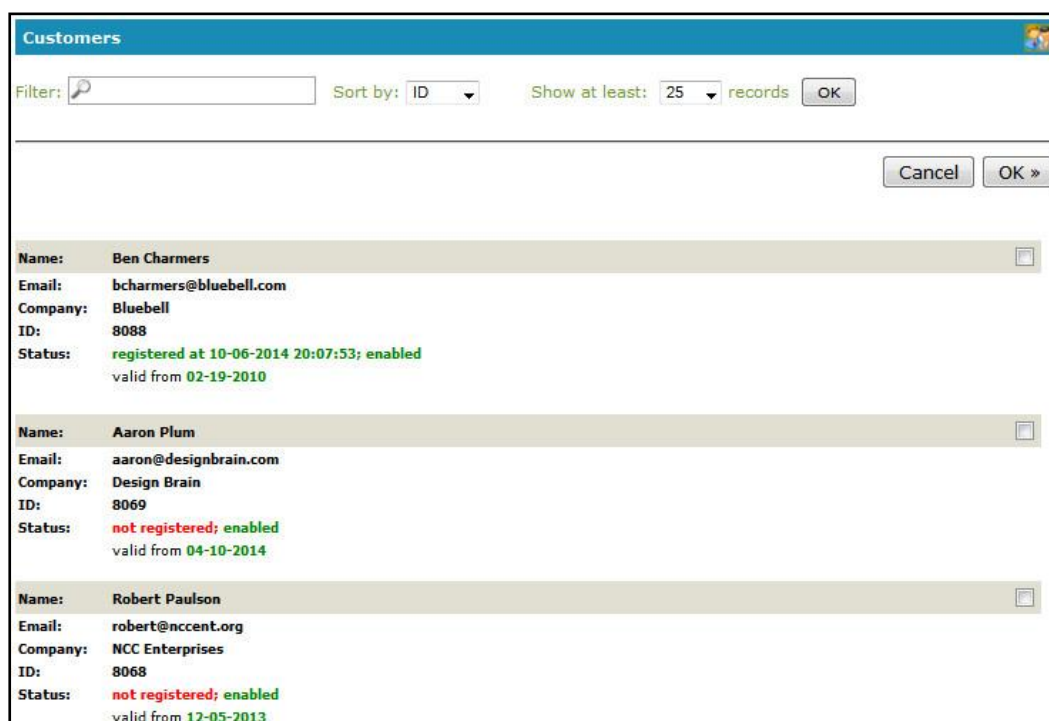 Customers
Filter: Sort by: ID Show at least: 25 records OK
Cancel OK »
Name: Ben Charmers
Email: bcharmers@bluebell.com
Company: Bluebell
ID: 8088
Status: registered at 10-06-2014 20:07:53; enabled
valid from 02-19-2010
Name: Aaron Plum
Email: aaron@designbrain.com
Company: Design Brain
ID: 8069
Status: not registered; enabled
valid from 04-10-2014
Name: Robert Paulson
Email: robert@nccent.org
Company: NCC Enterprises
ID: 8068
Status: not registered; enabled
valid from 12-05-2013